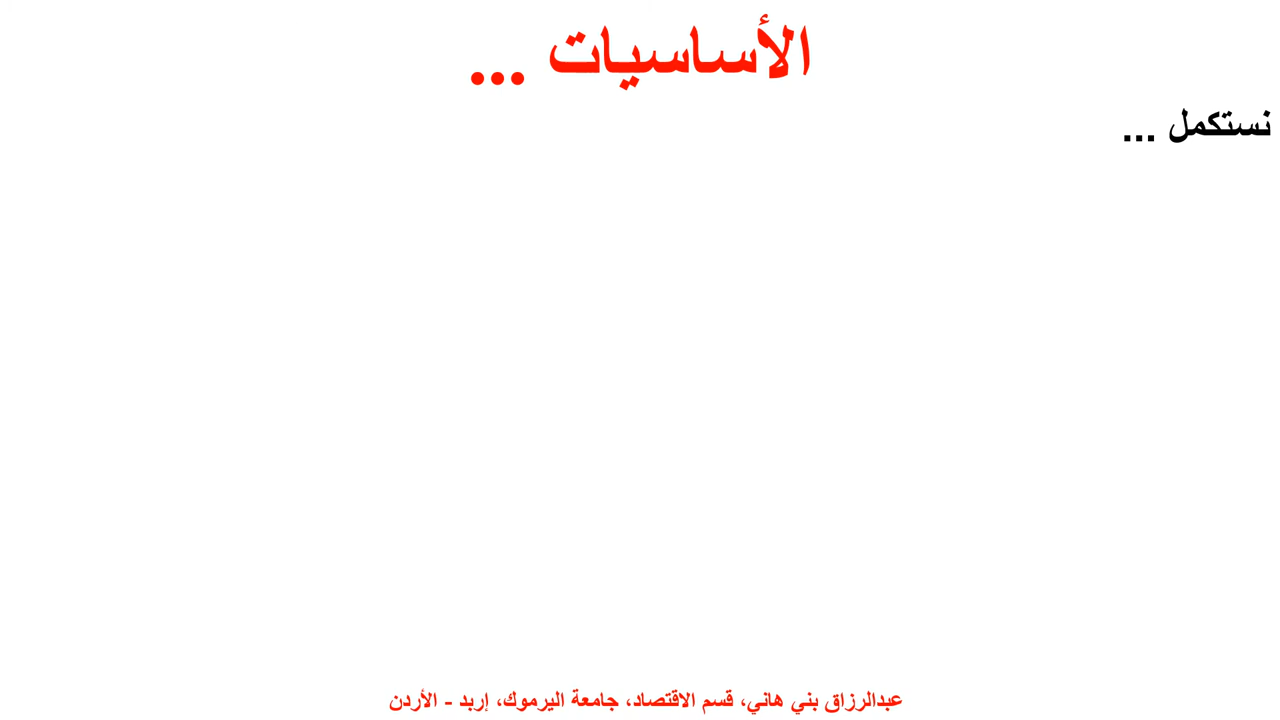 الأساسيات ...
نستكمل ...
عبدالرزاق بني هاني، قسم الاقتصاد، جامعة اليرموك، إربد - الأردن